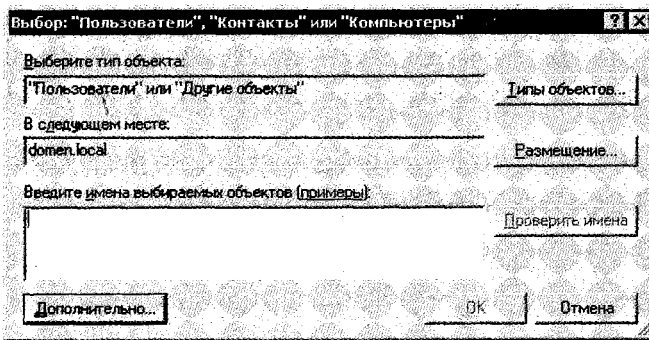 Выбор: "Пользователи", "Контакты" или "Компьютеры"
Выберите тип объекта:
"Пользователи" или "Другие объекты"
Типы объектов...
В следующем месте:
domen.local
Размещение...
Введите имена выбираемых объектов (примеры):
Проверить имена
Дополнительно...
ОК
Отмена